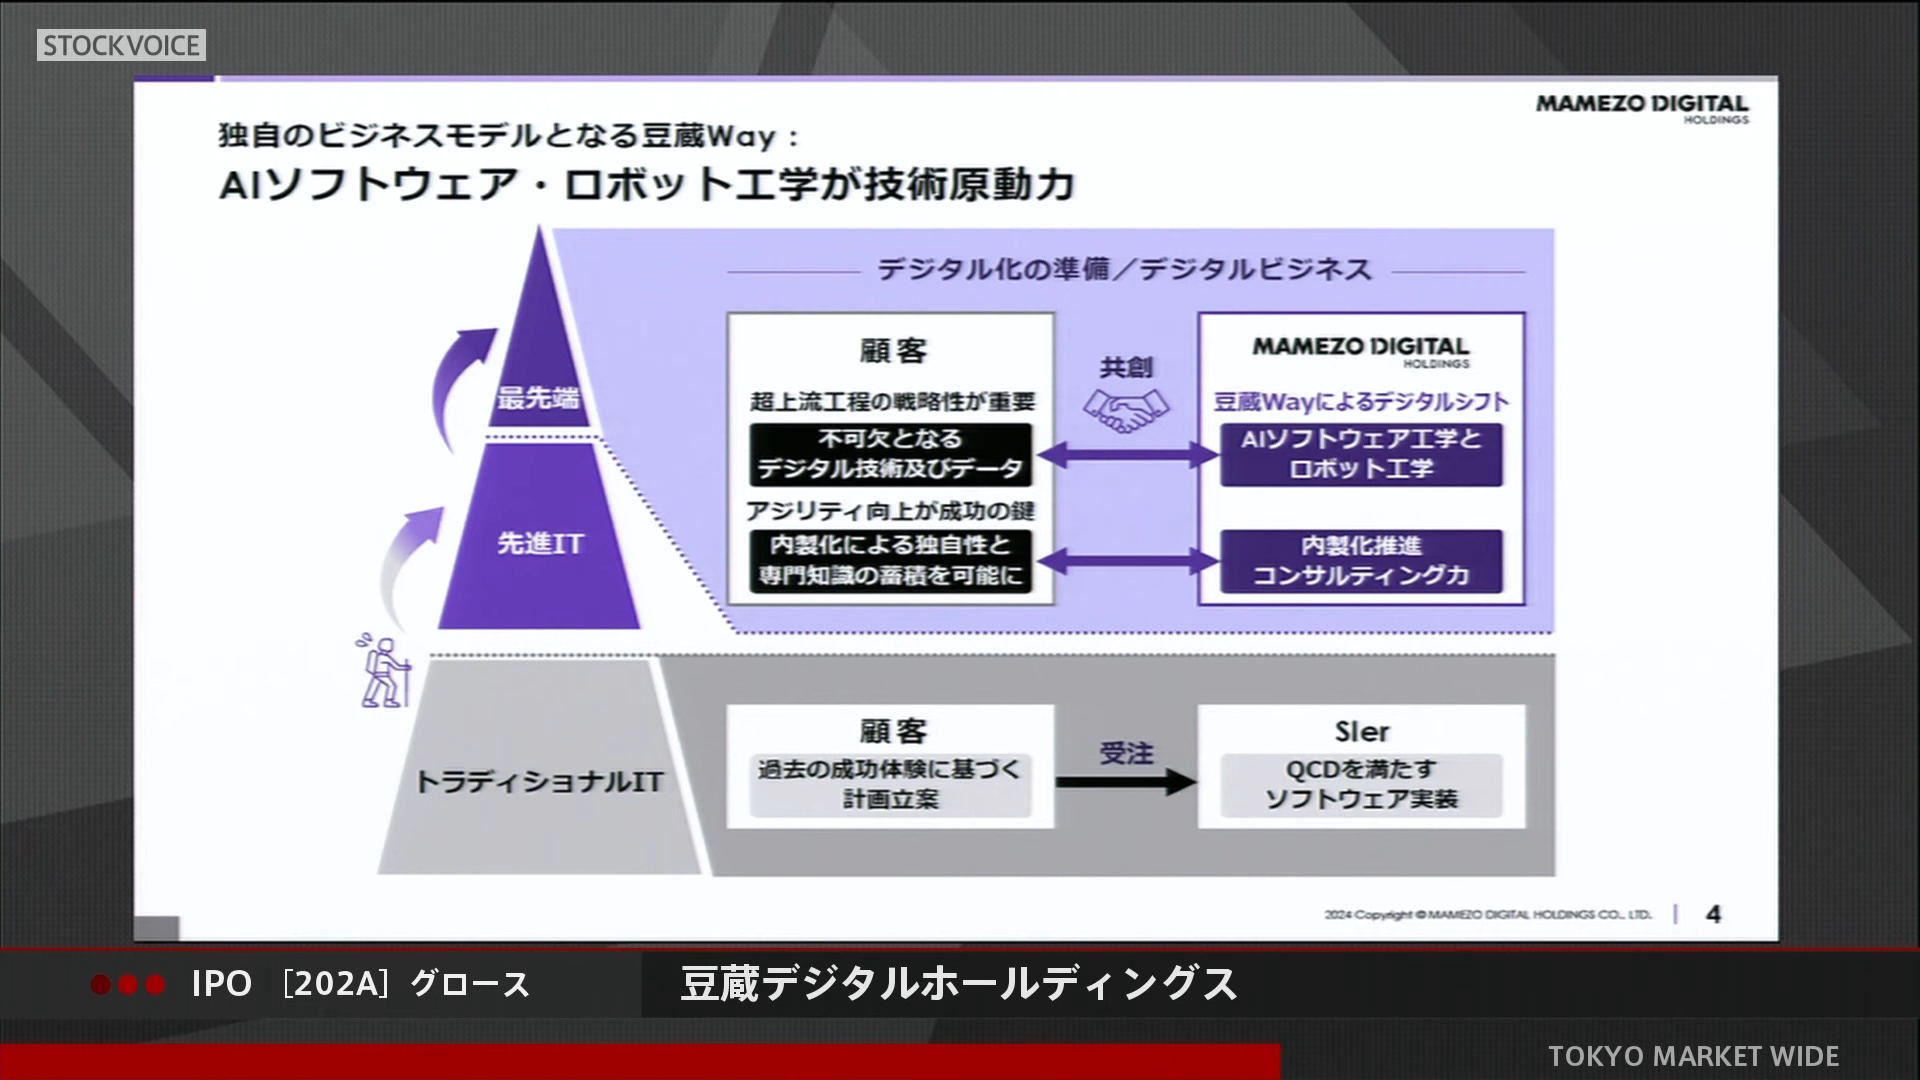 STOCKVOICE
MAMEZO DIGITAL
HOLDINGS
独自のビジネスモデルとなる豆蔵Way：
AIソフトウェア・ロボット工学が技術原動力
デジタル化の準備／デジタルビジネス
顧客
超上流工程の戦略性が重要
不可欠となる
デジタル技術及びデータ
アジリティ向上が成功の鍵
内製化による独自性と
専門知識の蓄積を可能に
共創
MAMEZO DIGITAL
HOLDINGS
豆蔵Wayによるデジタルシフト
AIソフトウェア工学と
ロボット工学
内製化推進
コンサルティング力
最先端
先進IT
トラディショナルIT
顧客
過去の成功体験に基づく
計画立案
受注
SIer
QCDを満たす
ソフトウェア実装
2024 Copyright © MAMEZO DIGITAL HOLDINGS CO., LTD.
4
IPO ［202A］グロース
豆蔵デジタルホールディングス
TOKYO MARKET WIDE